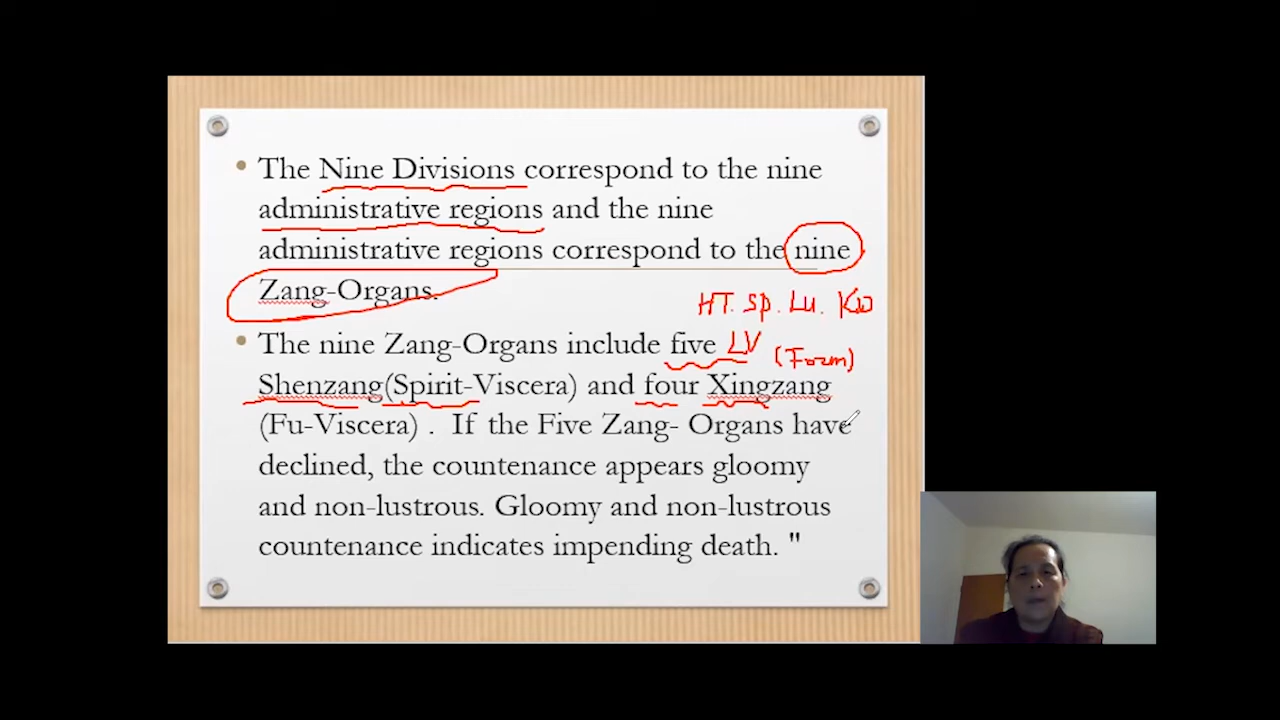 • The Nine Divisions correspond to the nine
administrative regions and the nine
administrative regions correspond to the nine
Zang-Organs.
HT. Sp. Lu. KD
• The nine Zang-Organs include five LV (Form)
Shenzang(Spirit-Viscera) and four Xingzang
(Fu-Viscera) . If the Five Zang- Organs have
declined, the countenance appears gloomy
and non-lustrous. Gloomy and non-lustrous
countenance indicates impending death. "